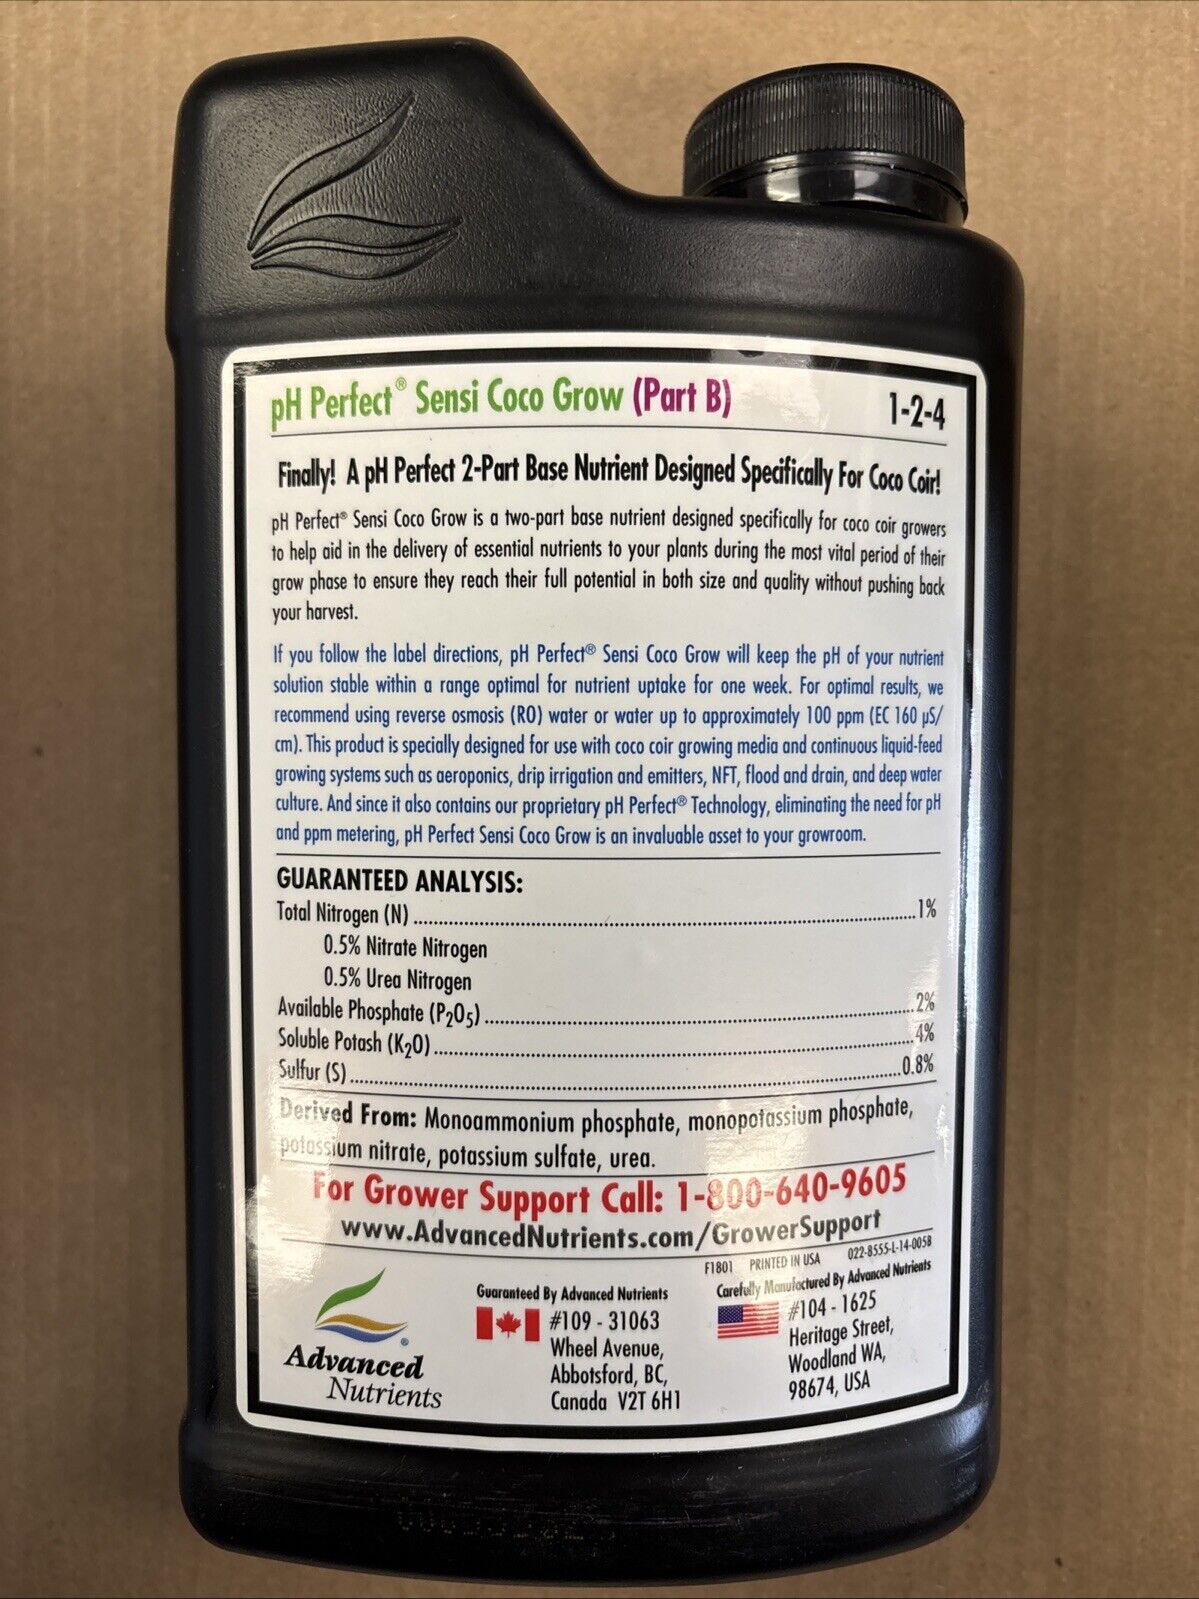 pH Perfect® Sensi Coco Grow (Part B) 1-2-4
Finally! A pH Perfect 2-Part Base Nutrient Designed Specifically For Coco Coir!
pH Perfect® Sensi Coco Grow is a two-part base nutrient designed specifically for coco coir growers
to help aid in the delivery of essential nutrients to your plants during the most vital period of their
grow phase to ensure they reach their full potential in both size and quality without pushing back
your harvest.
If you follow the label directions, pH Perfect® Sensi Coco Grow will keep the pH of your nutrient
solution stable within a range optimal for nutrient uptake for one week. For optimal results, we
recommend using reverse osmosis (RO) water or water up to approximately 100 ppm (EC 160 µS/
cm). This product is specially designed for use with coco coir growing media and continuous liquid-feed
growing systems such as aeroponics, drip irrigation and emitters, NFT, flood and drain, and deep water
culture. And since it also contains our proprietary pH Perfect® Technology, eliminating the need for pH
and ppm metering, pH Perfect Sensi Coco Grow is an invaluable asset to your growroom.
GUARANTEED ANALYSIS:
Total Nitrogen (N) 1%
0.5% Nitrate Nitrogen
0.5% Urea Nitrogen
Available Phosphate (P₂O₅) 2%
Soluble Potash (K₂O) 4%
Sulfur (S) 0.8%
Derived From: Monoammonium phosphate, monopotassium phosphate,
potassium nitrate, potassium sulfate, urea.
For Grower Support Call: 1-800-640-9605
www.AdvancedNutrients.com/GrowerSupport
F1801 PRINTED IN USA 022-8555-L-14-005B
Guaranteed By Advanced Nutrients
#109 - 31063
Wheel Avenue,
Abbotsford, BC,
Canada V2T 6H1
Carefully Manufactured By Advanced Nutrients
#104 - 1625
Heritage Street,
Woodland WA,
98674, USA
Advanced
Nutrients
®